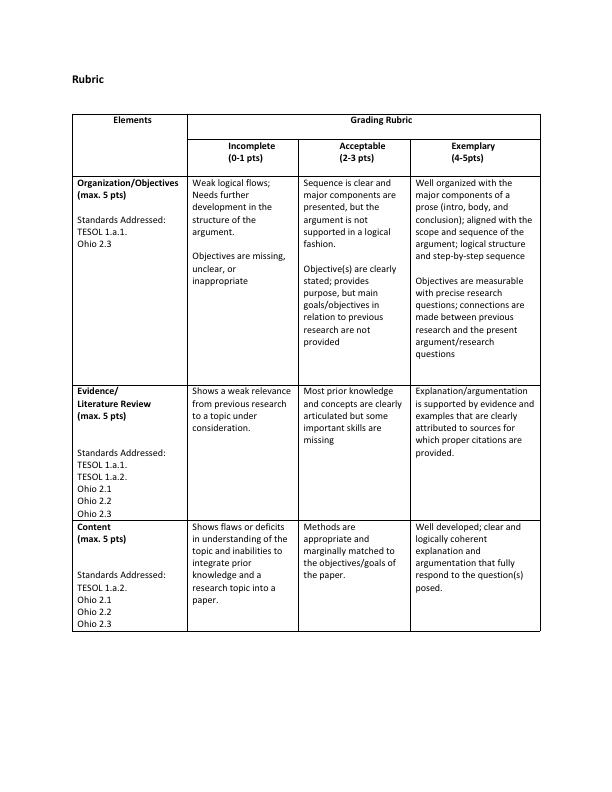 Rubric
Elements
Grading Rubric
Incomplete
(0-1 pts)
Acceptable
(2-3 pts)
Exemplary
(4-5pts)
Organization/Objectives
(max. 5 pts)
Standards Addressed:
TESOL 1.a.1.
Ohio 2.3
Weak logical flows;
Needs further
development in the
structure of the
argument.
Objectives are missing,
unclear, or
inappropriate
Sequence is clear and
major components are
presented, but the
argument is not
supported in a logical
fashion.
Objective(s) are clearly
stated; provides
purpose, but main
goals/objectives in
relation to previous
research are not
provided
Well organized with the
major components of a
prose (intro, body, and
conclusion); aligned with the
scope and sequence of the
argument; logical structure
and step-by-step sequence
Objectives are measurable
with precise research
questions; connections are
made between previous
research and the present
argument/research
questions
Evidence/
Literature Review
(max. 5 pts)
Standards Addressed:
TESOL 1.a.1.
TESOL 1.a.2.
Ohio 2.1
Ohio 2.2
Ohio 2.3
Shows a weak relevance
from previous research
to a topic under
consideration.
Most prior knowledge
and concepts are clearly
articulated but some
important skills are
missing
Explanation/argumentation
is supported by evidence and
examples that are clearly
attributed to sources for
which proper citations are
provided.
Content
(max. 5 pts)
Standards Addressed:
TESOL 1.a.2.
Ohio 2.1
Ohio 2.2
Ohio 2.3
Shows flaws or deficits
in understanding of the
topic and inabilities to
integrate prior
knowledge and a
research topic into a
paper.
Methods are
appropriate and
marginally matched to
the objectives/goals of
the paper.
Well developed; clear and
logically coherent
explanation and
argumentation that fully
respond to the question(s)
posed.